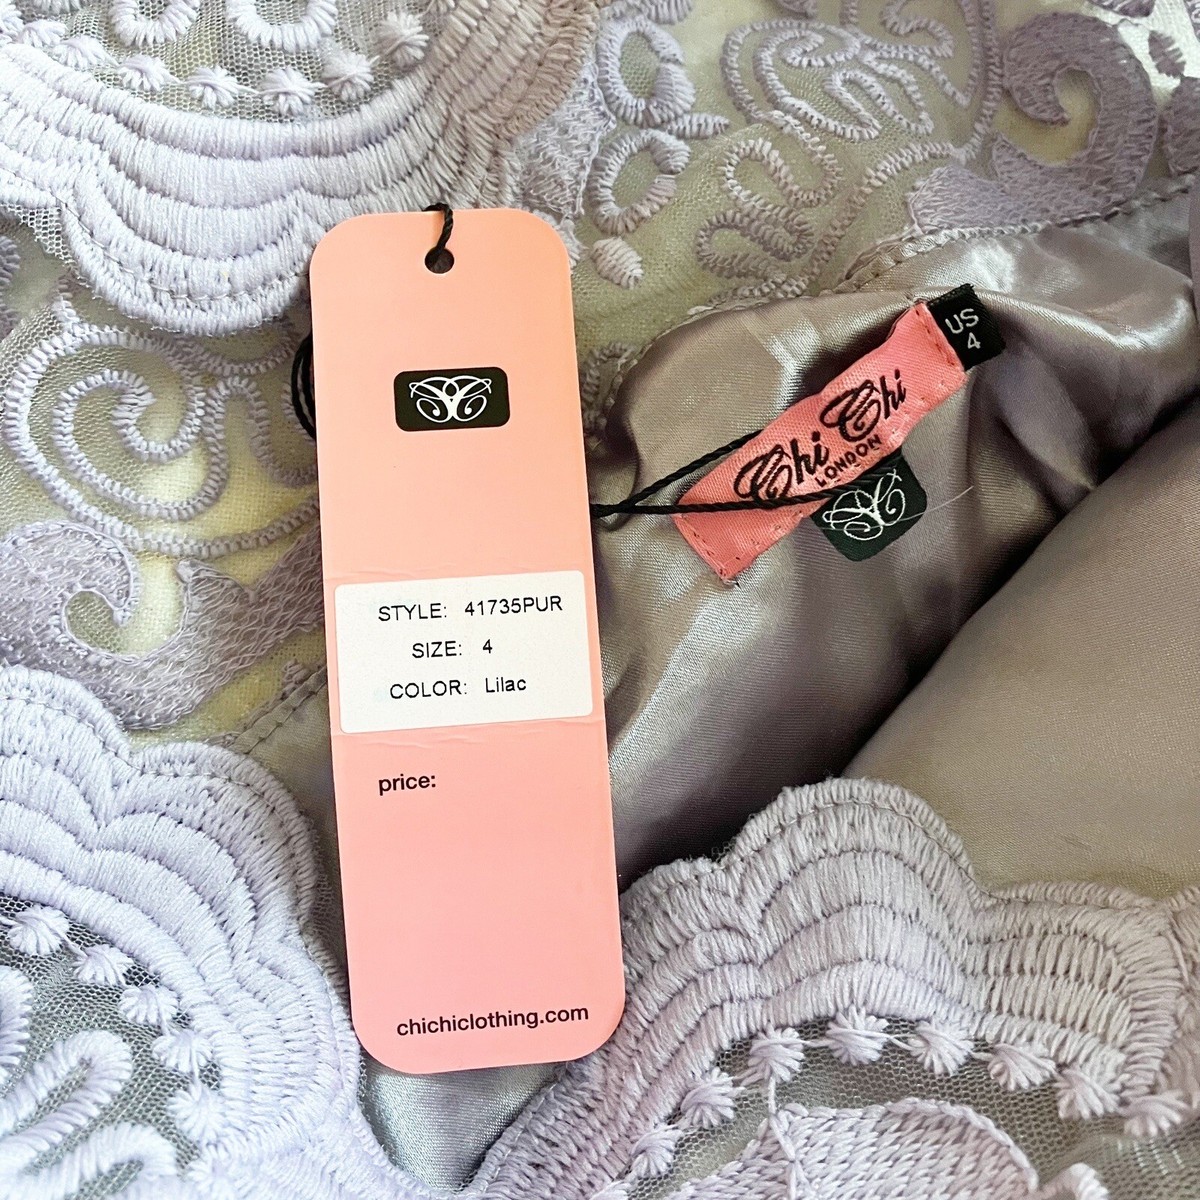 STYLE: 41735PUR
SIZE: 4
COLOR: Lilac
price:
chichiclothing.com
US
4
Chi Chi
LONDON